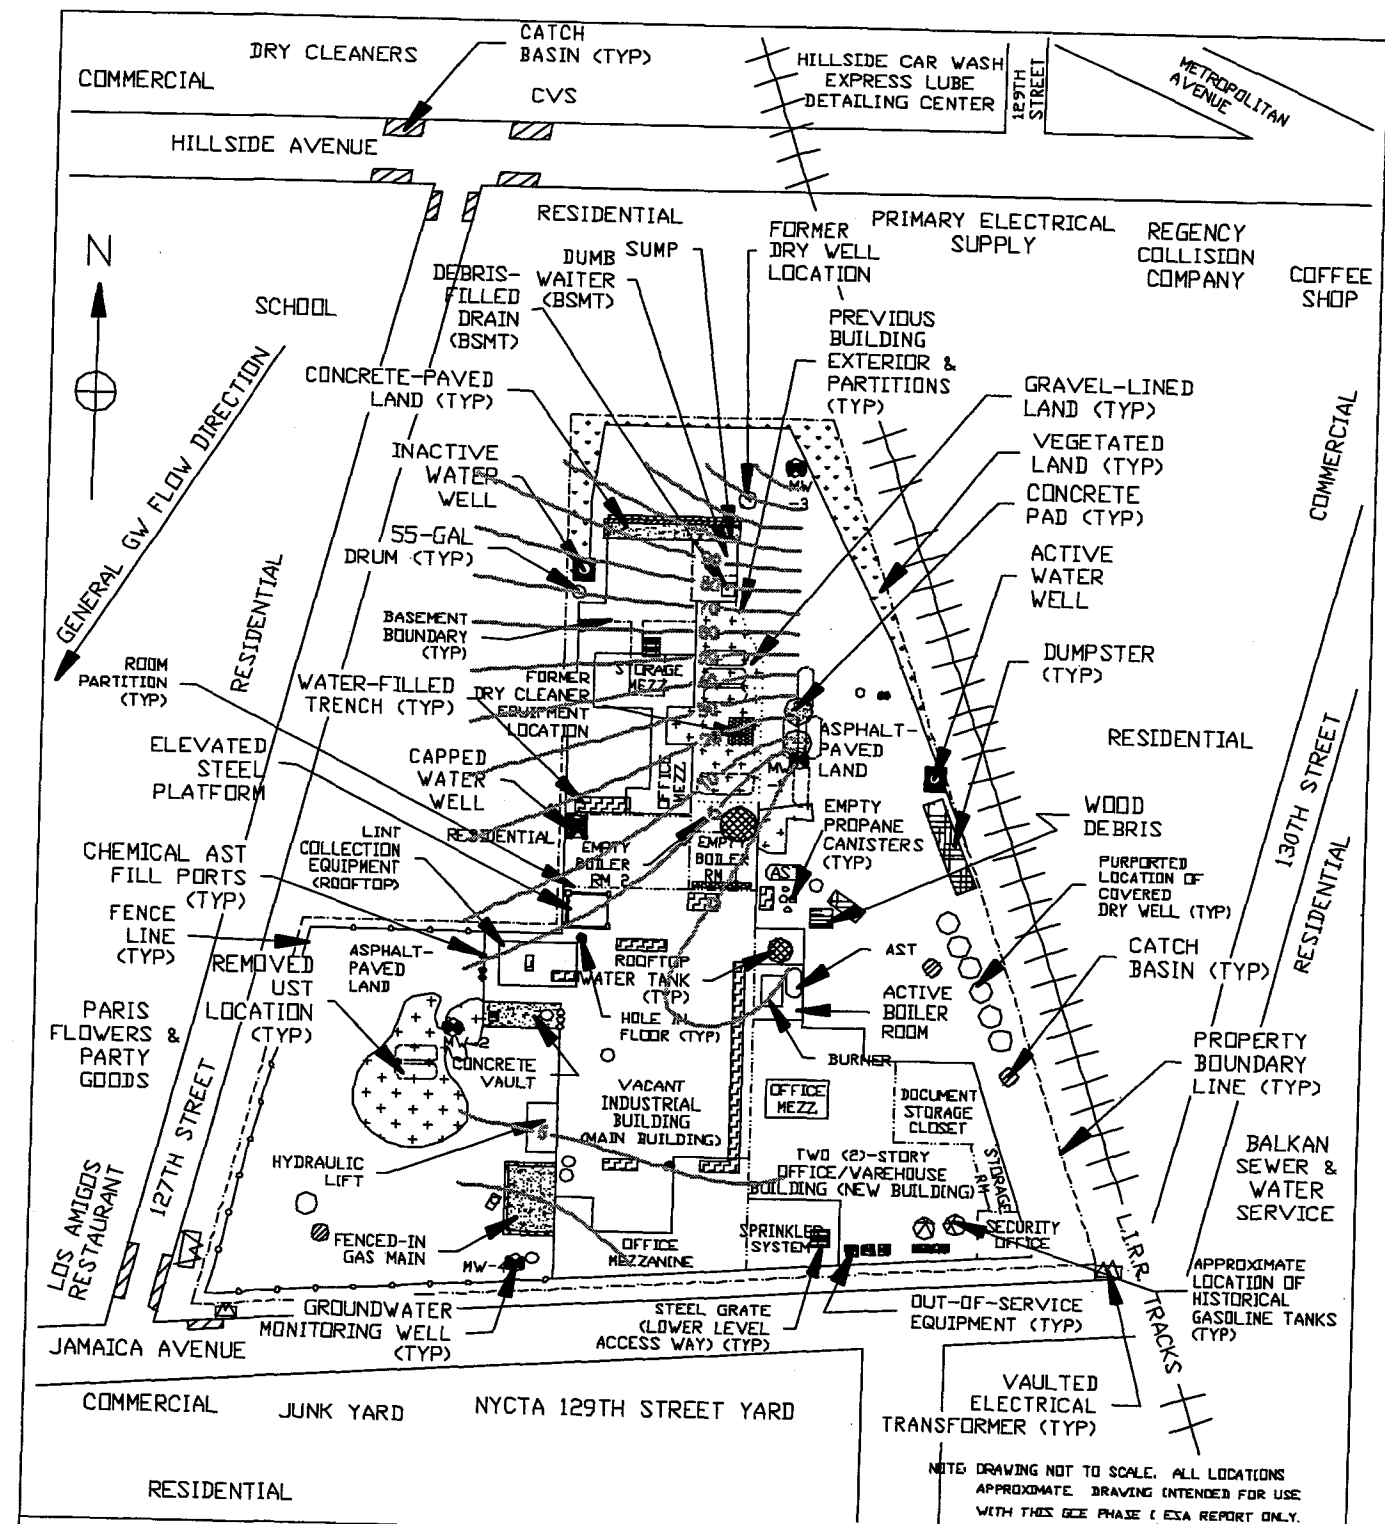 CATCH
BASIN (TYP)
DRY CLEANERS
COMMERCIAL
CVS
HILLSIDE CAR WASH
EXPRESS LUBE
DETAILING CENTER
129TH
STREET
METROPOLITAN
AVENUE
HILLSIDE AVENUE
RESIDENTIAL
PRIMARY ELECTRICAL
SUPPLY
REGENCY
COLLISION
COMPANY
COFFEE
SHOP
N
SCHOOL
DEBRIS-
FILLED
DRAIN
(BSMT)
DUMB
WAITER
(BSMT)
SUMP
FORMER
DRY WELL
LOCATION
PREVIOUS
BUILDING
EXTERIOR &
PARTITIONS
(TYP)
GENERAL GW FLOW DIRECTION
CONCRETE-PAVED
LAND (TYP)
GRAVEL-LINED
LAND (TYP)
VEGETATED
LAND (TYP)
CONCRETE
PAD (TYP)
COMMERCIAL
INACTIVE
WATER
WELL
MW
-3
55-GAL
DRUM (TYP)
ACTIVE
WATER
WELL
RESIDENTIAL
BASEMENT
BOUNDARY
(TYP)
DUMPSTER
(TYP)
ROOM
PARTITION
(TYP)
WATER-FILLED
TRENCH (TYP)
FORMER
DRY CLEANER
EQUIPMENT
LOCATION
STORAGE
MEZZ
ASPHALT-
PAVED
LAND
MW
RESIDENTIAL
130TH STREET
RESIDENTIAL
ELEVATED
STEEL
PLATFORM
CAPPED
WATER
WELL
OFFICE
MEZZ
EMPTY
PROPANE
CANISTERS
(TYP)
WOOD
DEBRIS
LINT
COLLECTION
EQUIPMENT
(ROOFTOP)
RESIDENTIAL
EMPTY
BOILER
RM 2
EMPTY
BOILER
RM
AST
CHEMICAL AST
FILL PORTS
(TYP)
PURPORTED
LOCATION OF
COVERED
DRY WELL (TYP)
FENCE
LINE
(TYP)
REMOVED
UST
LOCATION
(TYP)
ASPHALT-
PAVED
LAND
ROOFTOP
WATER TANK
(TYP)
AST
CATCH
BASIN (TYP)
PARIS
FLOWERS &
PARTY
GOODS
HOLE IN
FLOOR (TYP)
ACTIVE
BOILER
ROOM
BURNER
CONCRETE
VAULT
PROPERTY
BOUNDARY
LINE (TYP)
127TH STREET
VACANT
INDUSTRIAL
BUILDING
(MAIN BUILDING)
OFFICE
MEZZ.
DOCUMENT
STORAGE
CLOSET
HYDRAULIC
LIFT
TWO (2)-STORY
OFFICE/WAREHOUSE
BUILDING (NEW BUILDING)
STORAGE
RM
BALKAN
SEWER &
WATER
SERVICE
LOS AMIGOS
RESTAURANT
FENCED-IN
GAS MAIN
MW-4
OFFICE
MEZZANINE
SPRINKLER
SYSTEM
SECURITY
OFFICE
L.I.R.R. TRACKS
APPROXIMATE
LOCATION OF
HISTORICAL
GASOLINE TANKS
(TYP)
GROUNDWATER
MONITORING WELL
(TYP)
STEEL GRATE
(LOWER LEVEL
ACCESS WAY) (TYP)
OUT-OF-SERVICE
EQUIPMENT (TYP)
JAMAICA AVENUE
COMMERCIAL
JUNK YARD
NYCTA 129TH STREET YARD
VAULTED
ELECTRICAL
TRANSFORMER (TYP)
RESIDENTIAL
NOTE: DRAWING NOT TO SCALE. ALL LOCATIONS
APPROXIMATE. DRAWING INTENDED FOR USE
WITH THIS PHASE I ESA REPORT ONLY.